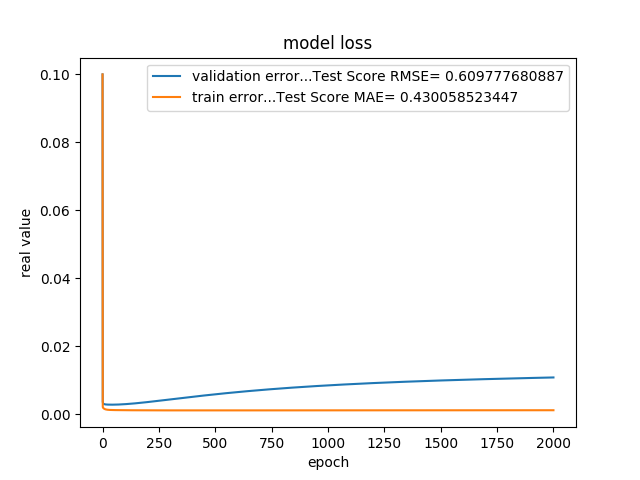 model loss
validation error...Test Score RMSE= 0.609777680887
train error...Test Score MAE= 0.430058523447
real value
0.10
0.08
0.06
0.04
0.02
0.00
0 250 500 750 1000 1250 1500 1750 2000
epoch